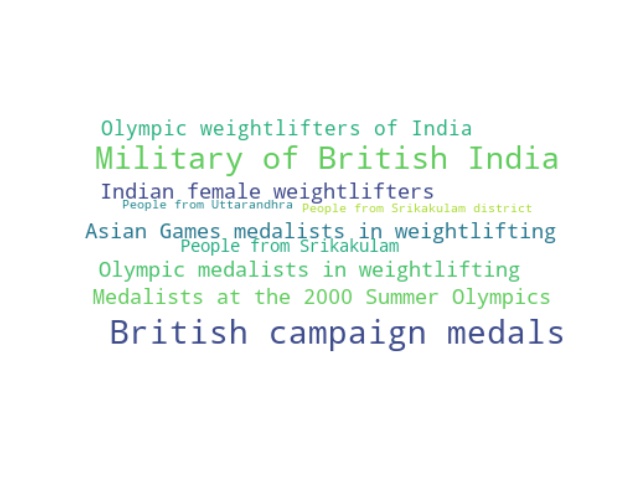 Olympic weightlifters of India
Military of British India
Indian female weightlifters
People from Uttarandhra
People from Srikakulam district
Asian Games medalists in weightlifting
People from Srikakulam
Olympic medalists in weightlifting
Medalists at the 2000 Summer Olympics
British campaign medals